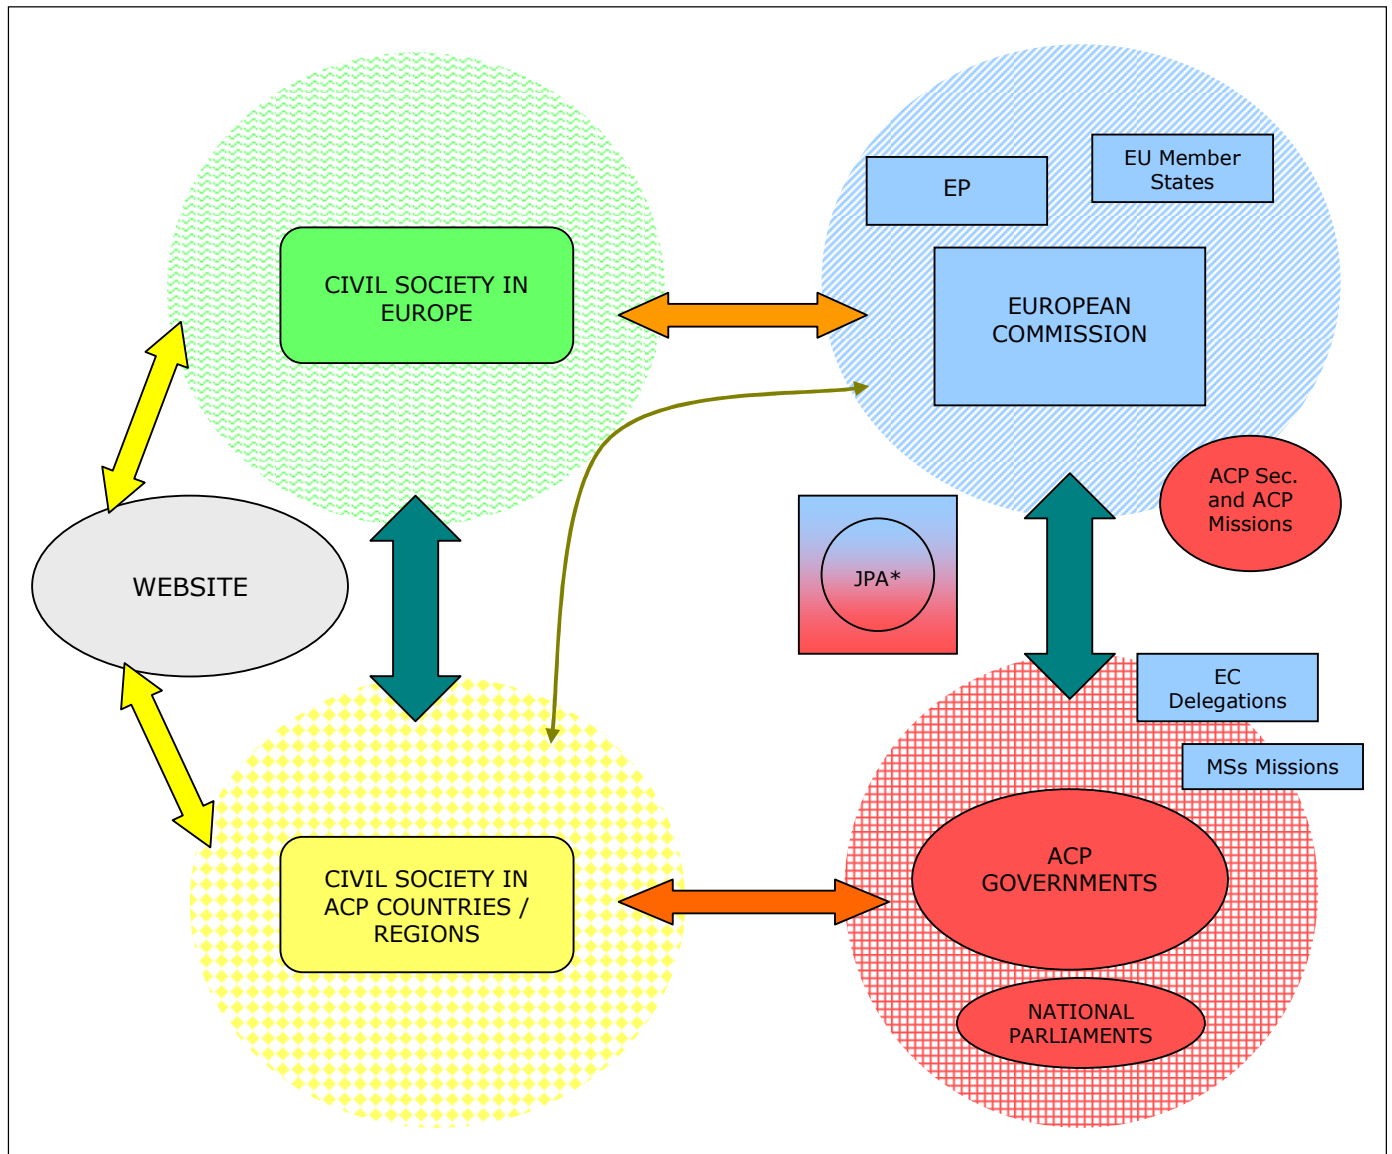 EU Member
States
EP
CIVIL SOCIETY IN
EUROPE
EUROPEAN
COMMISSION
ACP Sec.
and ACP
Missions
WEBSITE
JPA*
EC
Delegations
MSs Missions
ACP
GOVERNMENTS
CIVIL SOCIETY IN
ACP COUNTRIES /
REGIONS
NATIONAL
PARLIAMENTS